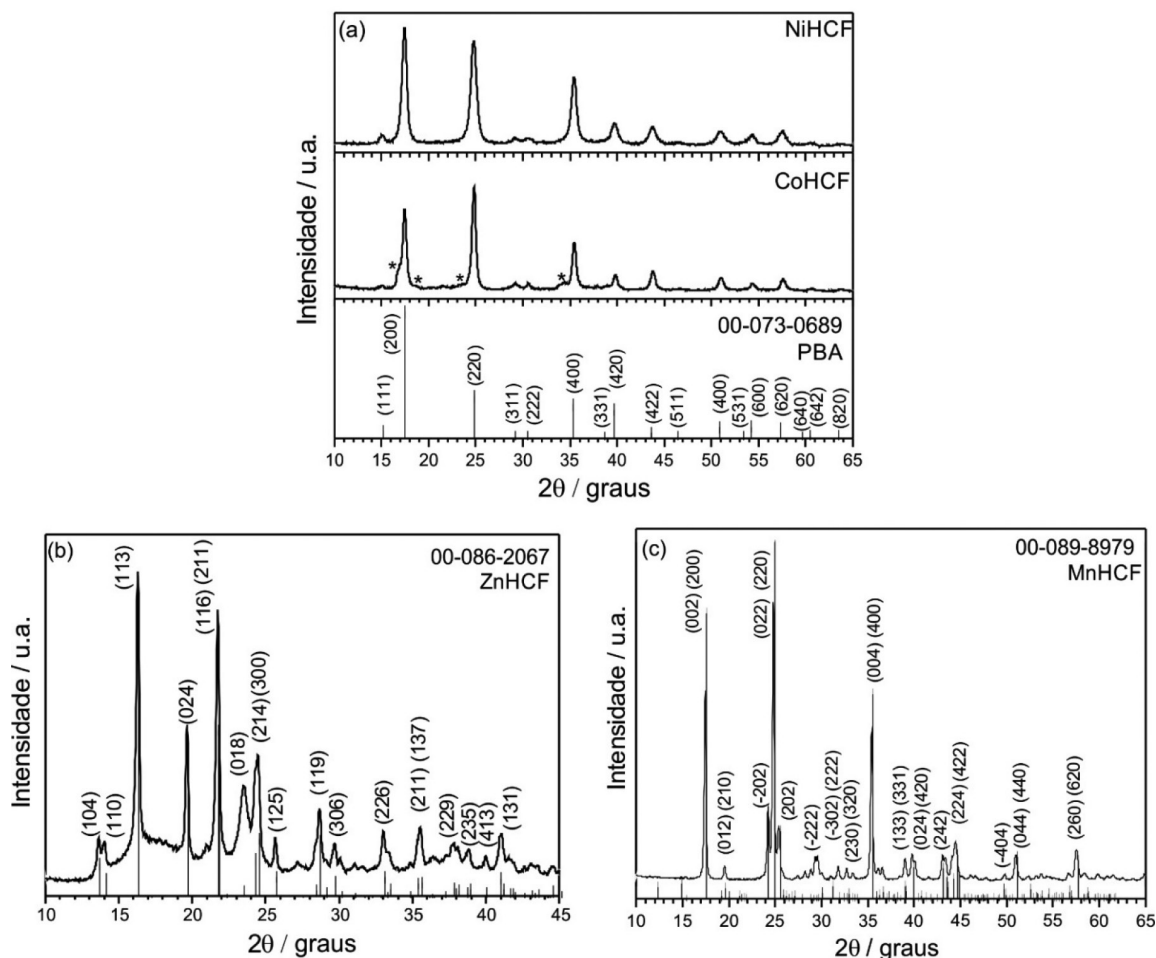 (a)
NiHCF
CoHCF
* * * *
00-073-0689
PBA
(111) (200) (220) (311) (222) (400) (331) (420) (422) (511) (400) (531) (600) (620) (640) (642) (820)
10 15 20 25 30 35 40 45 50 55 60 65
2θ / graus
Intensidade / u.a.
(b)
00-086-2067
ZnHCF
(104) (110) (113) (024) (116) (211) (018) (214) (300) (125) (119) (306) (226) (211) (137) (229) (235) (413) (131)
10 15 20 25 30 35 40 45
2θ / graus
Intensidade / u.a.
(c)
00-089-8979
MnHCF
(002) (200) (012) (210) (-202) (022) (220) (202) (-222) (-302) (222) (230) (320) (004) (400) (133) (331) (024) (420) (242) (224) (422) (-404) (044) (440) (260) (620)
10 15 20 25 30 35 40 45 50 55 60 65
2θ / graus
Intensidade / u.a.